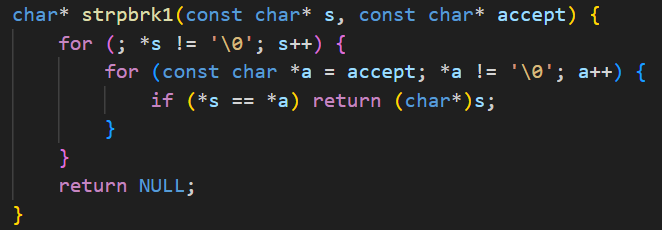 char* strpbrk1(const char* s, const char* accept) {
    for (; *s != '\0'; s++) {
        for (const char *a = accept; *a != '\0'; a++) {
            if (*s == *a) return (char*)s;
        }
    }
    return NULL;
}